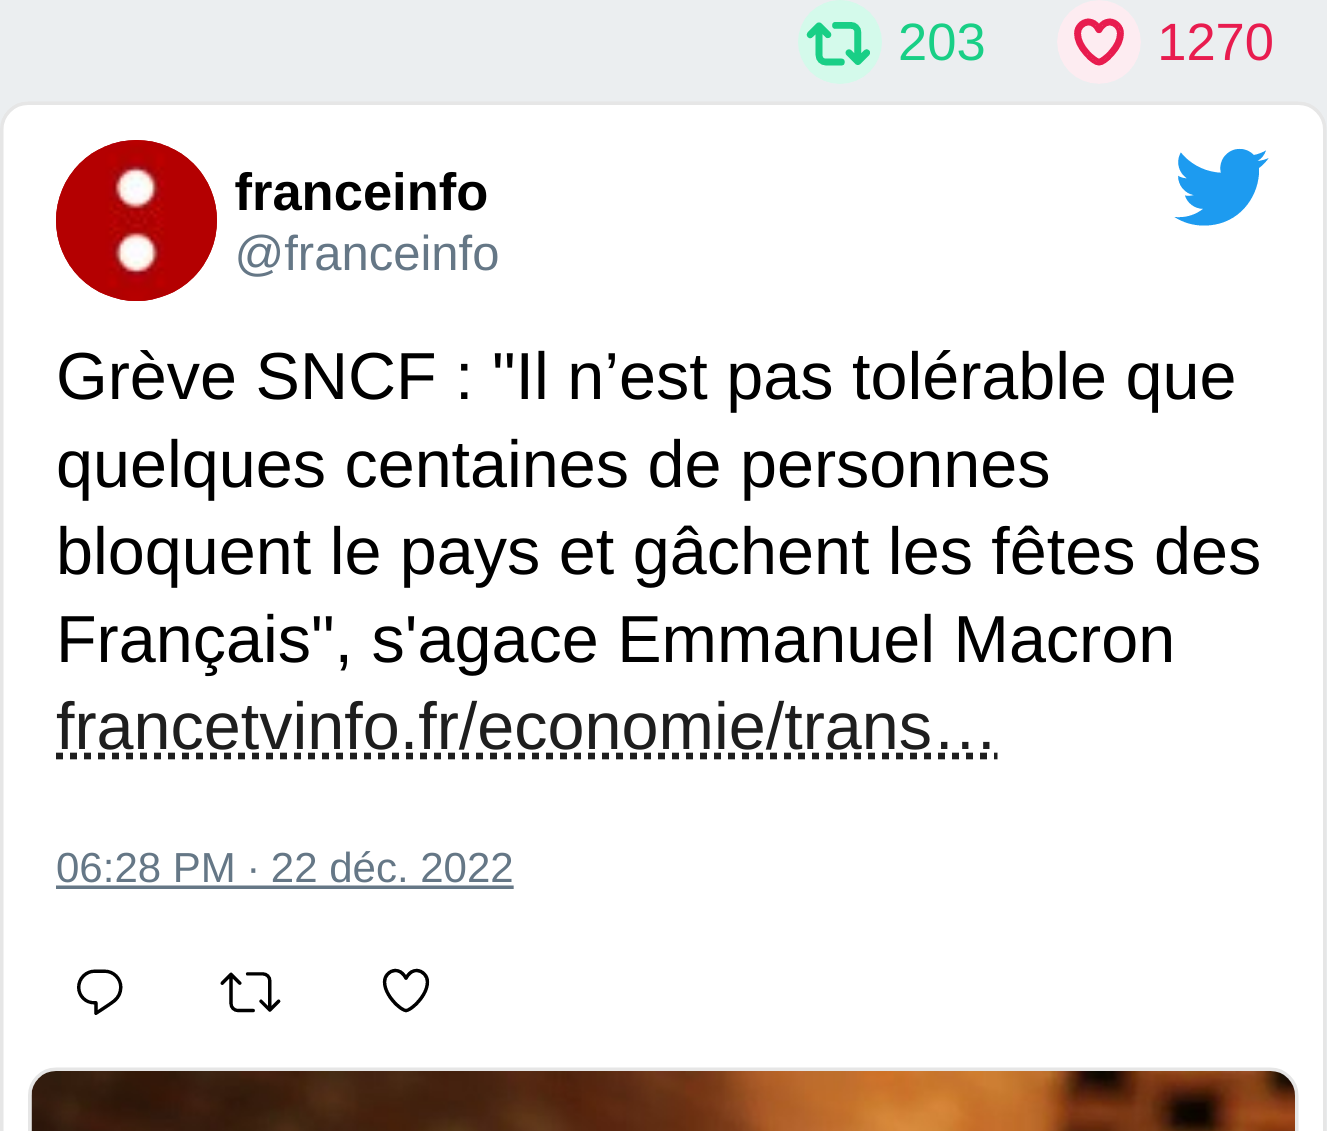 203 1270
franceinfo
@franceinfo
Grève SNCF : "Il n’est pas tolérable que
quelques centaines de personnes
bloquent le pays et gâchent les fêtes des
Français", s'agace Emmanuel Macron
francetvinfo.fr/economie/trans…
06:28 PM · 22 déc. 2022